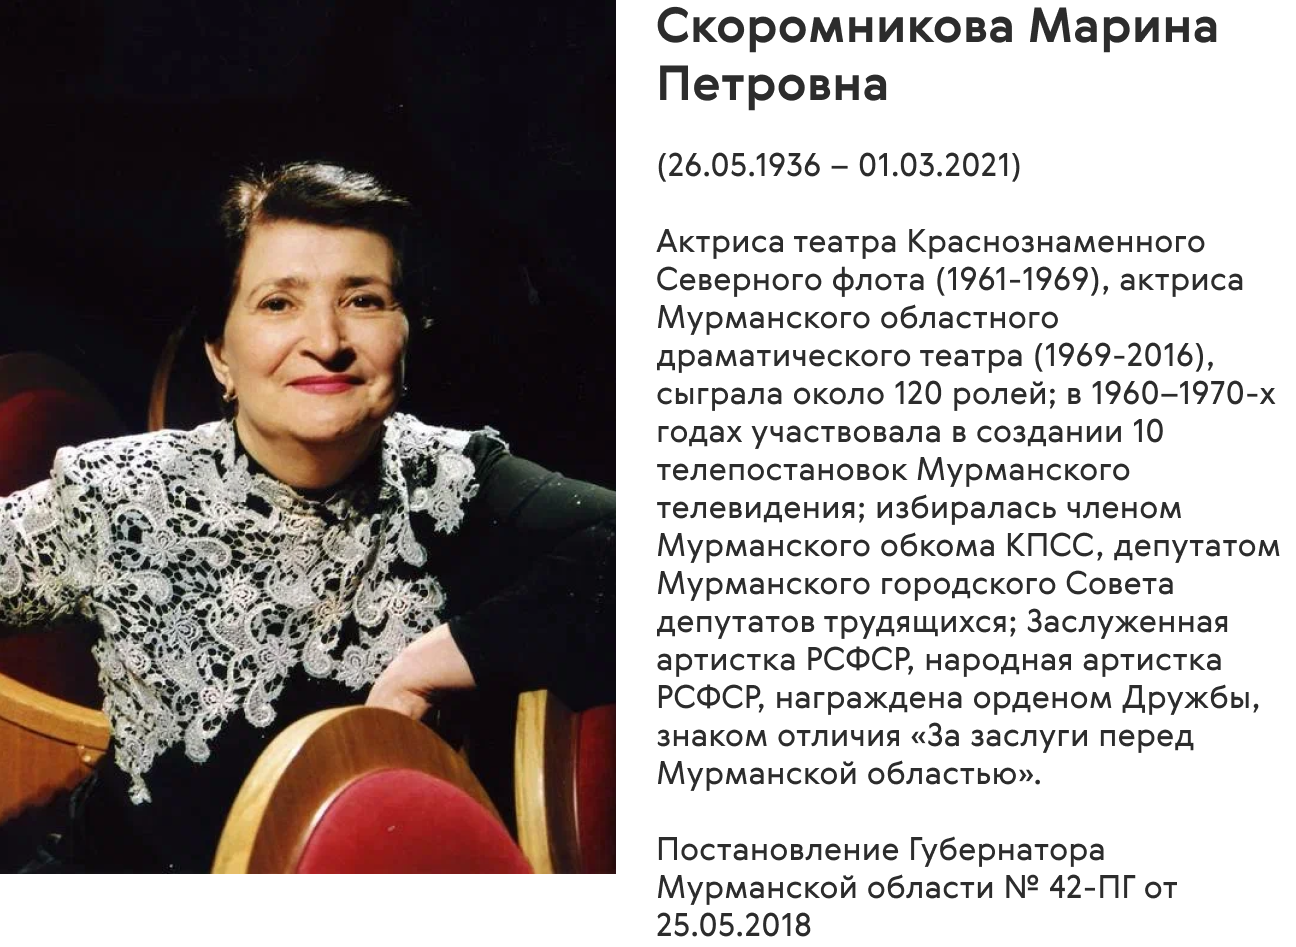 Скоромникова Марина
Петровна
(26.05.1936 – 01.03.2021)
Актриса театра Краснознаменного
Северного флота (1961-1969), актриса
Мурманского областного
драматического театра (1969-2016),
сыграла около 120 ролей; в 1960–1970-х
годах участвовала в создании 10
телепостановок Мурманского
телевидения; избиралась членом
Мурманского обкома КПСС, депутатом
Мурманского городского Совета
депутатов трудящихся; Заслуженная
артистка РСФСР, народная артистка
РСФСР, награждена орденом Дружбы,
знаком отличия «За заслуги перед
Мурманской областью».
Постановление Губернатора
Мурманской области № 42-ПГ от
25.05.2018